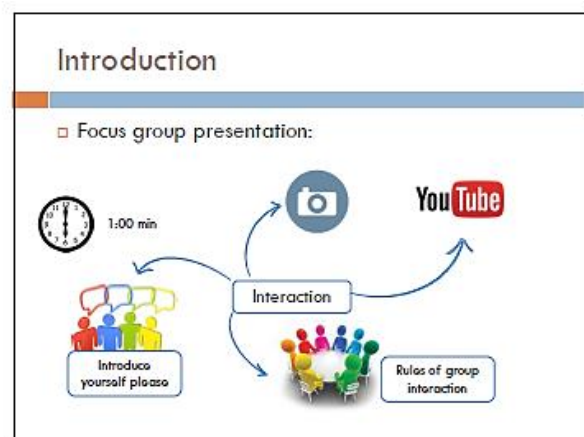 Introduction
Focus group presentation:
YouTube
1:00 min
Interaction
Introduce
yourself please
Rules of group
interaction